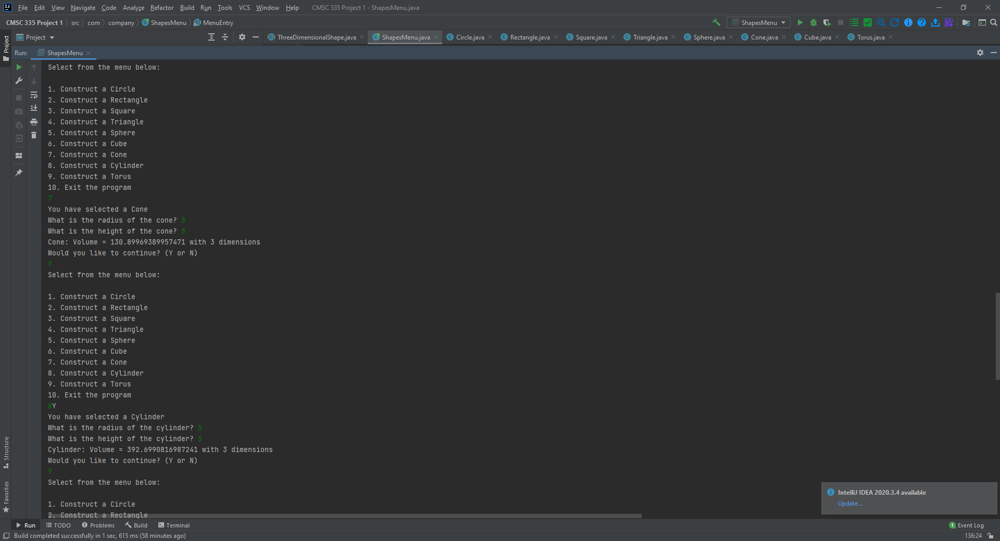 IJ File Edit View Navigate Code Analyze Refactor Build Run Tools VCS Window Help CMSC 335 Project 1 - ShapesMenu.java
CMSC 335 Project 1 src com company ShapesMenu MenuEntry ShapesMenu
Project Project ThreeDimensionalShape.java ShapesMenu.java Circle.java Rectangle.java Square.java Triangle.java Sphere.java Cone.java Cube.java Torus.java
Run: ShapesMenu
Select from the menu below:
1. Construct a Circle
2. Construct a Rectangle
3. Construct a Square
4. Construct a Triangle
5. Construct a Sphere
6. Construct a Cube
7. Construct a Cone
8. Construct a Cylinder
9. Construct a Torus
10. Exit the program
7
You have selected a Cone
What is the radius of the cone? 5
What is the height of the cone? 5
Cone: Volume = 130.89969389957471 with 3 dimensions
Would you like to continue? (Y or N)
Y
Select from the menu below:
1. Construct a Circle
2. Construct a Rectangle
3. Construct a Square
4. Construct a Triangle
5. Construct a Sphere
6. Construct a Cube
7. Construct a Cone
8. Construct a Cylinder
9. Construct a Torus
10. Exit the program
8Y
You have selected a Cylinder
What is the radius of the cylinder? 5
What is the height of the cylinder? 5
Cylinder: Volume = 392.6990816987241 with 3 dimensions
Would you like to continue? (Y or N)
Y
Select from the menu below:
1. Construct a Circle
2. Construct a Rectangle
Structure
Favorites
IntelliJ IDEA 2020.3.4 available
Update...
Run TODO Problems Build Terminal 1 Event Log
Build completed successfully in 1 sec, 615 ms (58 minutes ago) 136:24